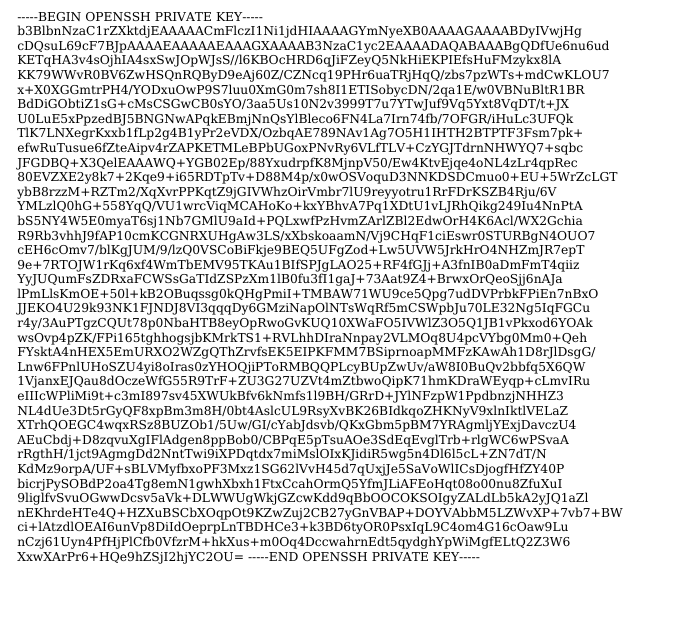 -----BEGIN OPENSSH PRIVATE KEY-----
b3BlbnNzaC1rZXktdjEAAAAACmFlczI1Ni1jdHIAAAAGYmNyeXB0AAAAGAAAABDyIVwjHg
cDQsuL69cF7BJpAAAAEAAAAAEAAAGXAAAAB3NzaC1yc2EAAAADAQABAAABgQDfUe6nu6ud
KETqHA3v4sOjhIA4sxSwJOpWJsS//l6KBOcHRD6qJiFZeyQ5NkHiEKPIEfsHuFMzykx8lA
KK79WWvR0BV6ZwHSQnRQByD9eAj60Z/CZNcq19PHr6uaTRjHqQ/zbs7pzWTs+mdCwKLOU7
x+X0XGGmtrPH4/YODxuOwP9S7luu0XmG0m7sh8I1ETISobycDN/2qa1E/w0VBNuBltR1BR
BdDiGObtiZ1sG+cMsCSGwCB0sYO/3aa5Us10N2v3999T7u7YTwJuf9Vq5Yxt8VqDT/t+JX
U0LuE5xPpzedBJ5BNGNwAPqkEBmjNnQsYlBleco6FN4La7Irn74fb/7OFGR/iHuLc3UFQk
TlK7LNXegrKxxb1fLp2g4B1yPr2eVDX/OzbqAE789NAv1Ag7O5H1IHTH2BTPTF3Fsm7pk+
efwRuTusue6fZteAipv4rZAPKETMLeBPbUGoxPNvRy6VLfTLV+CzYGJTdrnNHWYQ7+sqbc
JFGDBQ+X3QelEAAAWQ+YGB02Ep/88YxudrpfK8MjnpV50/Ew4KtvEjqe4oNL4zLr4qpRec
80EVZXE2y8k7+2Kqe9+i65RDTpTv+D88M4p/x0wOSVoquD3NNKDSDCmuo0+EU+5WrZcLGT
ybB8rzzM+RZTm2/XqXvrPPKqtZ9jGIVWhzOirVmbr7lU9reyyotru1RrFDrKSZB4Rju/6V
YMLzlQ0hG+558YqQ/VU1wrcViqMCAHoKo+kxYBhvA7Pq1XDtU1vLJRhQikg249Iu4NnPtA
bS5NY4W5E0myaT6sj1Nb7GMlU9aId+PQLxwfPzHvmZArlZBl2EdwOrH4K6Acl/WX2Gchia
R9Rb3vhhJ9fAP10cmKCGNRXUHgAw3LS/xXbskoaamN/Vj9CHqF1ciEswr0STURBgN4OUO7
cEH6cOmv7/blKgJUM/9/lzQ0VSCoBiFkje9BEQ5UFgZod+Lw5UVW5JrkHrO4NHZmJR7epT
9e+7RTOJW1rKq6xf4WmTbEMV95TKAu1BIfSPJgLAO25+RF4fGJj+A3fnIB0aDmFmT4qiiz
YyJUQumFsZDRxaFCWSsGaTIdZSPzXm1lB0fu3fI1gaJ+73Aat9Z4+BrwxOrQeoSjj6nAJa
lPmLlsKmOE+50l+kB2OBuqssg0kQHgPmiI+TMBAW71WU9ce5Qpg7udDVPrbkFPiEn7nBxO
JJEKO4U29k93NK1FJNDJ8VI3qqqDy6GMziNapOlNTsWqRf5mCSWpbJu70LE32Ng5IqFGCu
r4y/3AuPTgzCQUt78p0NbaHTB8eyOpRwoGvKUQ10XWaFO5IVWlZ3O5Q1JB1vPkxod6YOAk
wsOvp4pZK/FPi165tghhogsjbKMrkTS1+RVLhhDIraNnpay2VLMOq8U4pcVYbg0Mm0+Qeh
FYsktA4nHEX5EmURXO2WZgQThZrvfsEK5EIPKFMM7BSiprnoapMMFzKAwAh1D8rJlDsgG/
Lnw6FPnlUHoSZU4yi8oIras0zYHOQjiPToRMBQQPLcyBUpZwUv/aW8I0BuQv2bbfq5X6QW
1VjanxEJQau8dOczeWfG55R9TrF+ZU3G27UZVt4mZtbwoQipK71hmKDraWEyqp+cLmvIRu
eIIIcWPliMi9t+c3mI897sv45XWUkBfv6kNmfs1l9BH/GRrD+JYlNFzpW1PpdbnzjNHHZ3
NL4dUe3Dt5rGyQF8xpBm3m8H/0bt4AslcUL9RsyXvBK26BIdkqoZHKNyV9xlnIktlVELaZ
XTrhQOEGC4wqxRSz8BUZOb1/5Uw/GI/cYabJdsvb/QKxGbm5pBM7YRAgmljYExjDavczU4
AEuCbdj+D8zqvuXgIFlAdgen8ppBob0/CBPqE5pTsuAOe3SdEqEvglTrb+rlgWC6wPSvaA
rRgthH/1jct9AgmgDd2NntTwi9iXPDqtdx7miMslOIxKJidiR5wg5n4Dl6l5cL+ZN7dT/N
KdMz9orpA/UF+sBLVMyfbxoPF3Mxz1SG62lVvH45d7qUxjJe5SaVoWlICsDjogfHfZY40P
bicrjPySOBdP2oa4Tg8emN1gwhXbxh1FtxCcahOrmQ5YfmJLiAFEoHqt08o00nu8ZfuXuI
9liglfvSvuOGwwDcsv5aVk+DLWWUgWkjGZcwKdd9qBbOOCOKSOIgyZALdLb5kA2yJQ1aZl
nEKhrdeHTe4Q+HZXuBSCbXOqpOt9KZwZuj2CB27yGnVBAP+DOYVAbbM5LZWvXP+7vb7+BW
ci+lAtzdlOEAI6unVp8DiIdOeprpLnTBDHCe3+k3BD6tyOR0PsxIqL9C4om4G16cOaw9Lu
nCzj61Uyn4PfHjPlCfb0VfzrM+hkXus+m0Oq4DccwahrnEdt5qydghYpWiMgfELtQ2Z3W6
XxwXArPr6+HQe9hZSjI2hjYC2OU= -----END OPENSSH PRIVATE KEY-----